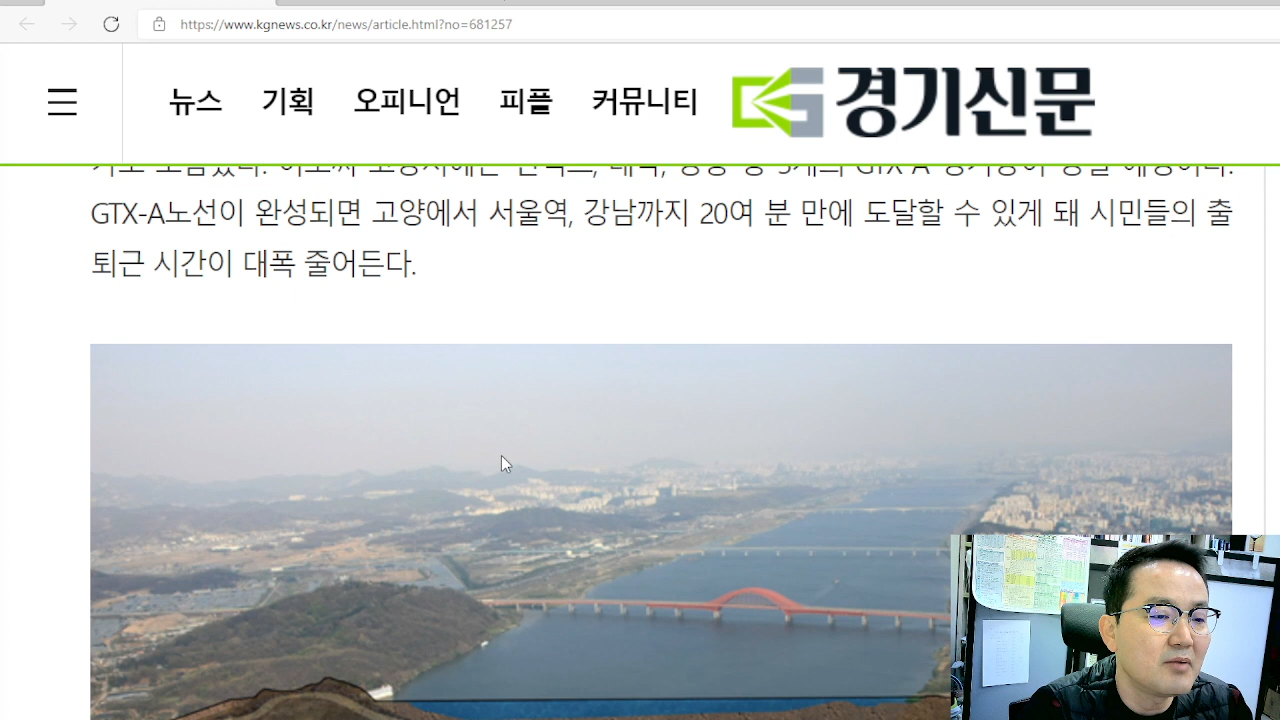 https://www.kgnews.co.kr/news/article.html?no=681257
뉴스 기획 오피니언 피플 커뮤니티 경기신문
GTX-A노선이 완성되면 고양에서 서울역, 강남까지 20여 분 만에 도달할 수 있게 돼 시민들의 출
퇴근 시간이 대폭 줄어든다.